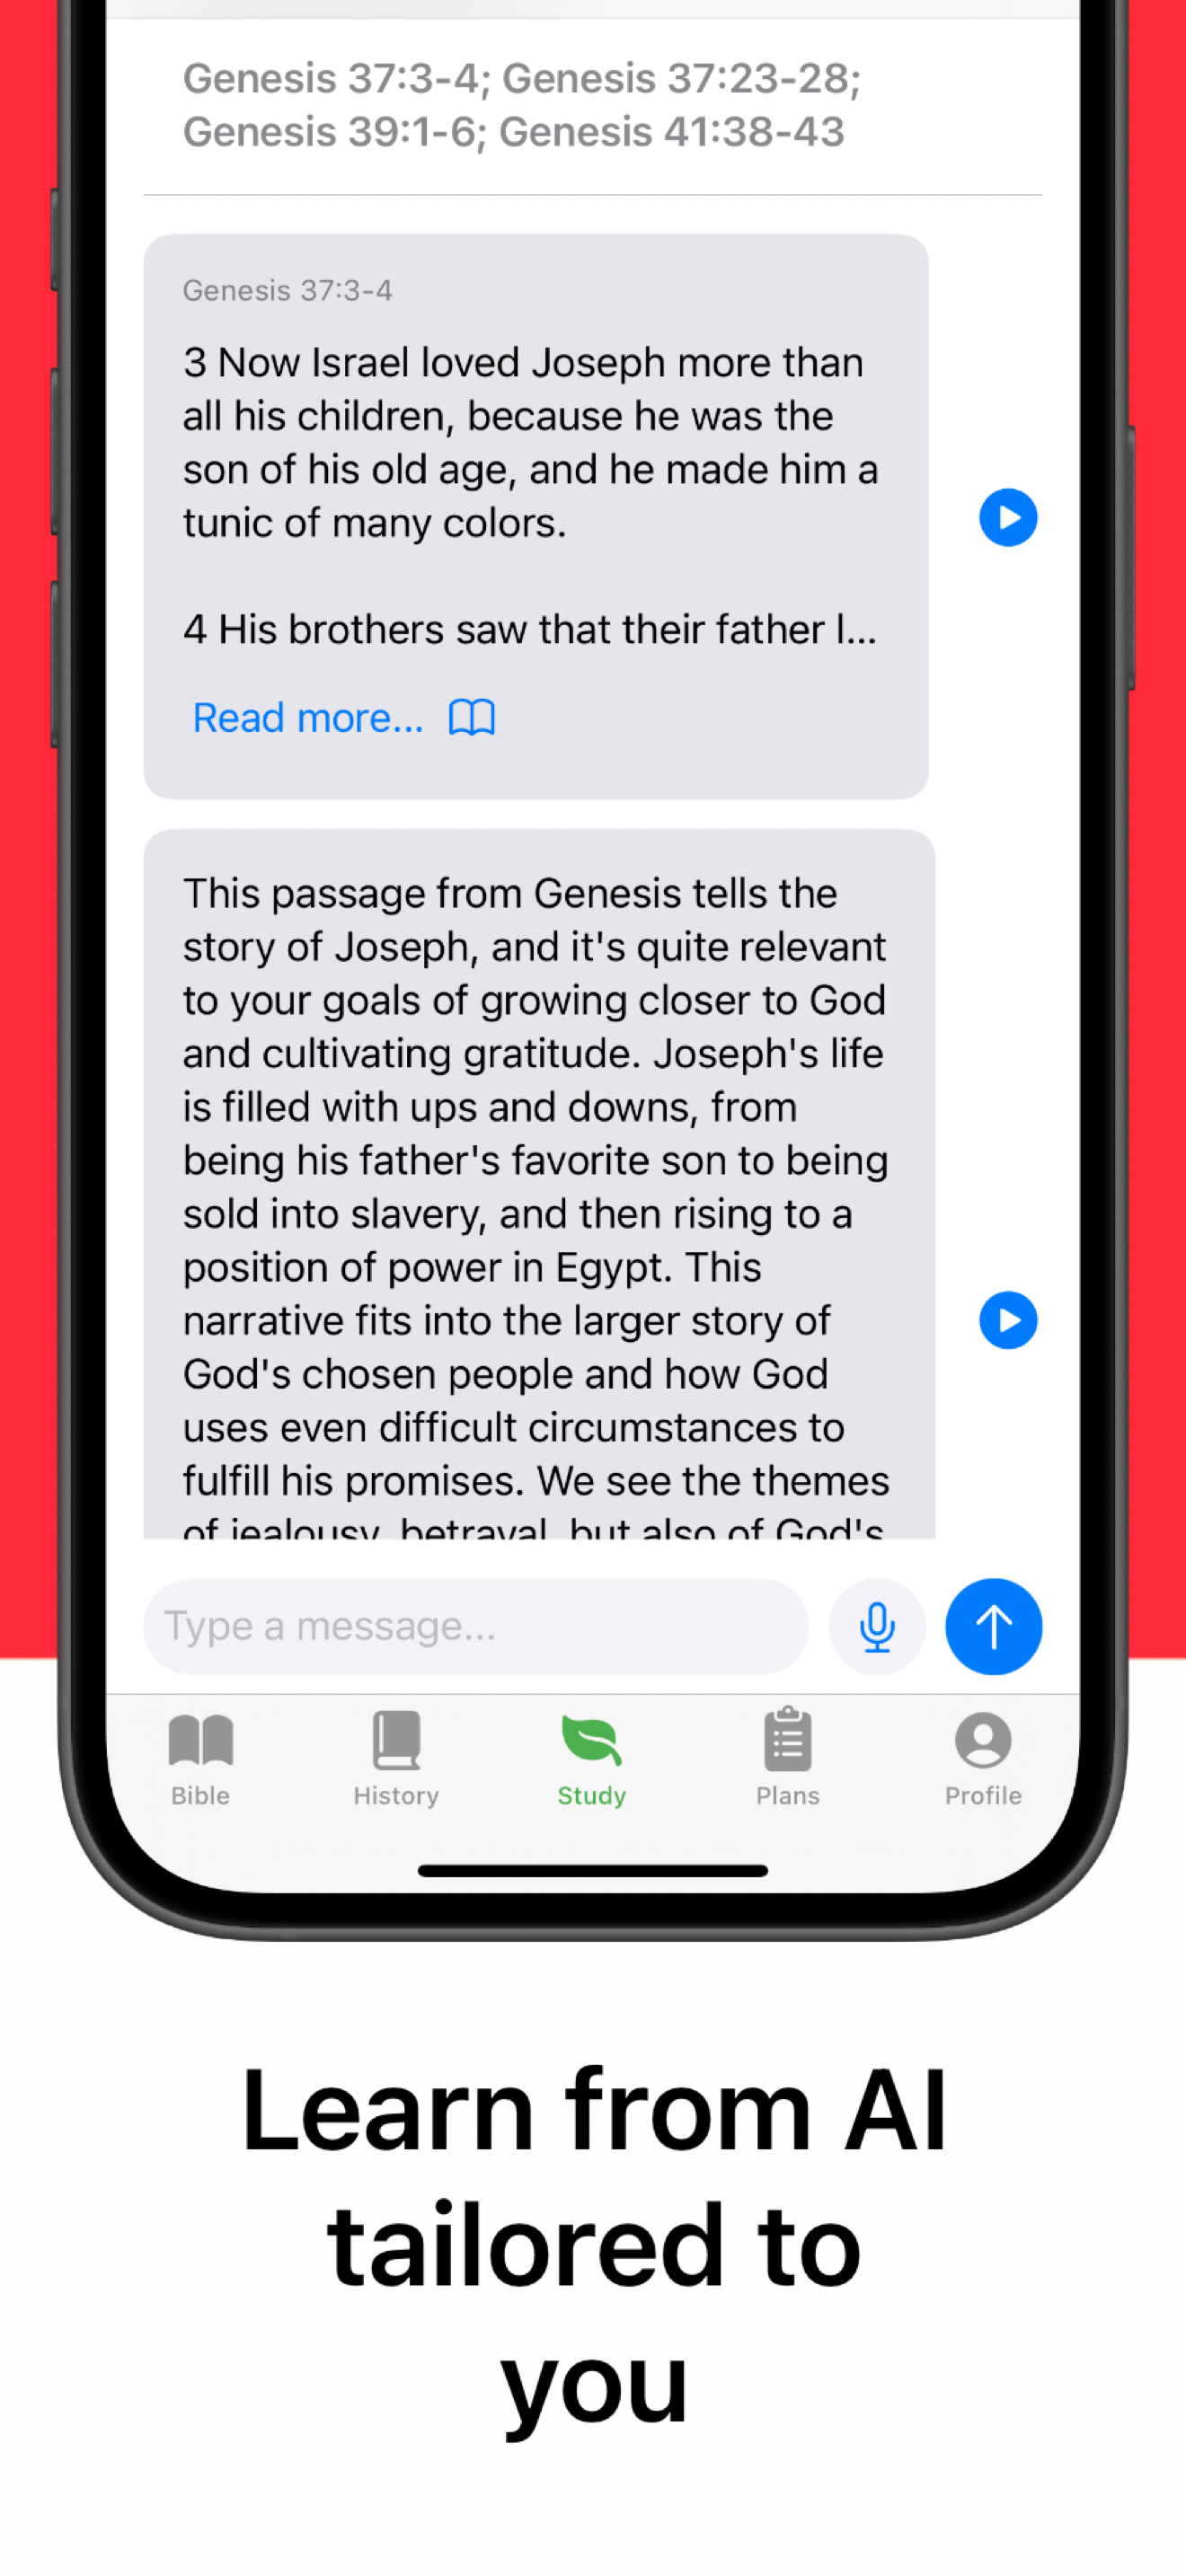 Genesis 37:3-4; Genesis 37:23-28;
Genesis 39:1-6; Genesis 41:38-43
Genesis 37:3-4
3 Now Israel loved Joseph more than
all his children, because he was the
son of his old age, and he made him a
tunic of many colors.
4 His brothers saw that their father l...
Read more...
This passage from Genesis tells the
story of Joseph, and it's quite relevant
to your goals of growing closer to God
and cultivating gratitude. Joseph's life
is filled with ups and downs, from
being his father's favorite son to being
sold into slavery, and then rising to a
position of power in Egypt. This
narrative fits into the larger story of
God's chosen people and how God
uses even difficult circumstances to
fulfill his promises. We see the themes
of jealousy, betrayal, but also of God's
Type a message...
Bible
History
Study
Plans
Profile
Learn from AI
tailored to
you